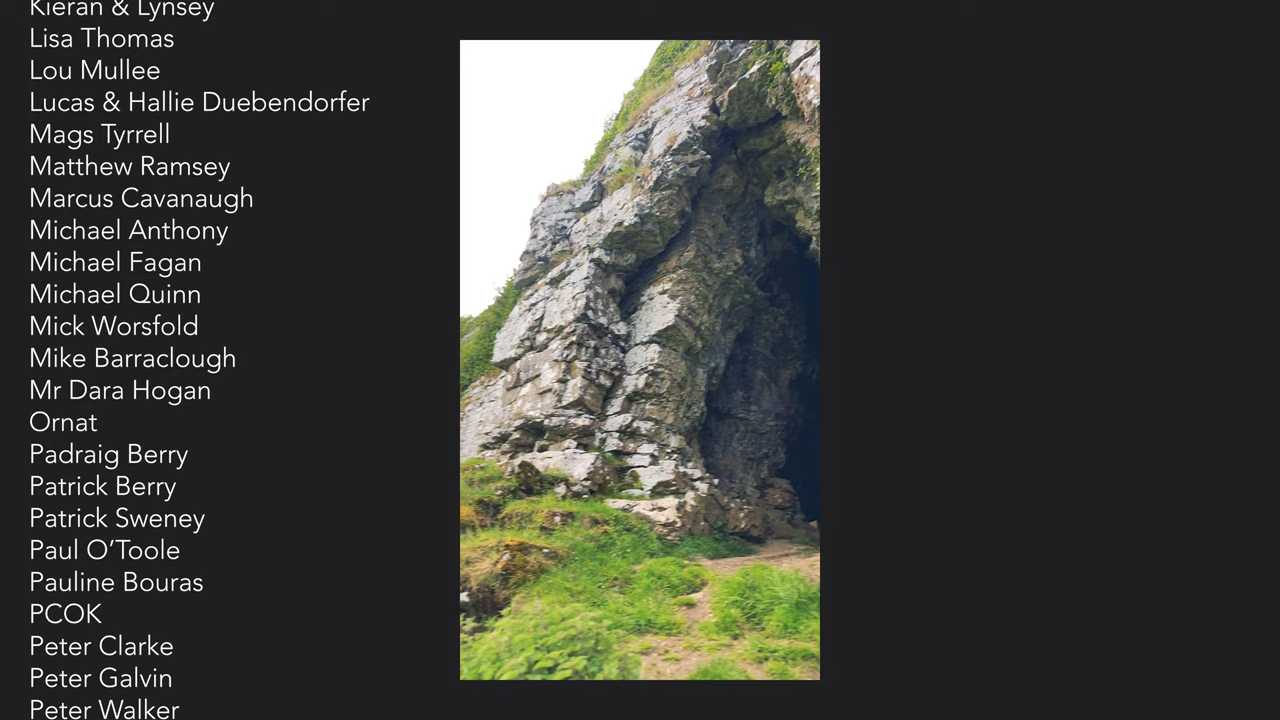 Kieran & Lynsey
Lisa Thomas
Lou Mullee
Lucas & Hallie Duebendorfer
Mags Tyrrell
Matthew Ramsey
Marcus Cavanaugh
Michael Anthony
Michael Fagan
Michael Quinn
Mick Worsfold
Mike Barraclough
Mr Dara Hogan
Ornat
Padraig Berry
Patrick Berry
Patrick Sweney
Paul O’Toole
Pauline Bouras
PCOK
Peter Clarke
Peter Galvin
Peter Walker